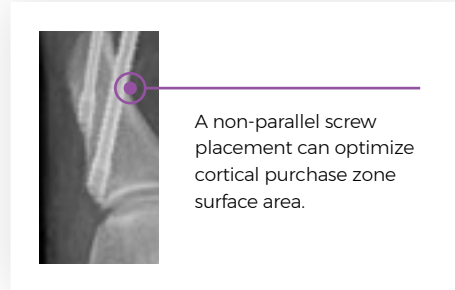 A non-parallel screw
placement can optimize
cortical purchase zone
surface area.